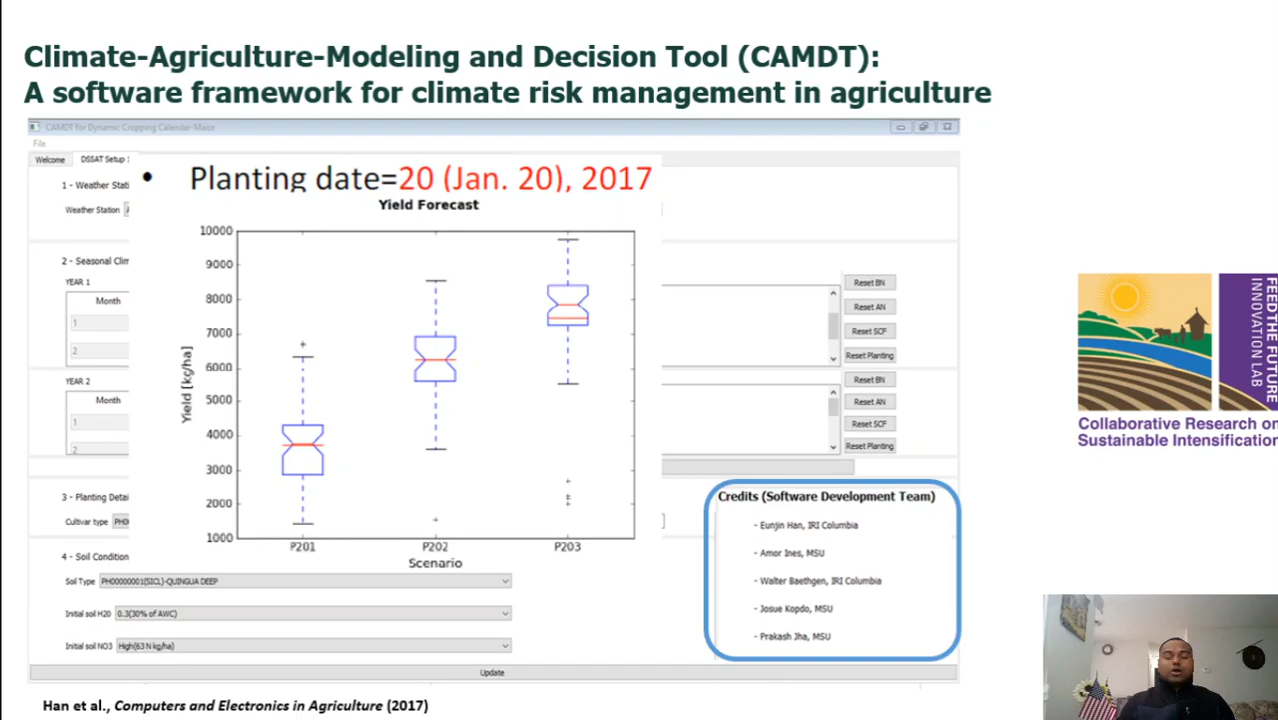 Climate-Agriculture-Modeling and Decision Tool (CAMDT):
A software framework for climate risk management in agriculture
CAMDT for Dynamic Cropping Calendar-Maize
File
Welcome
DSSAT Setup
1 - Weather Stati
Weather Station
2 - Seasonal Clim
YEAR 1
Month
1
2
YEAR 2
Month
1
2
3 - Planting Detai
Cultivar type PH0
4 - Soil Condition
Soil Type PH00000001(SICL)-QUINGUA DEEP
Initial soil H20 0.3(30% of AWC)
Initial soil NO3 High(63 N kg/ha)
Update
• Planting date=20 (Jan. 20), 2017
Yield Forecast
Yield [kg/ha]
10000
9000
8000
7000
6000
5000
4000
3000
2000
1000
P201 P202 P203
Scenario
Reset BN
Reset AN
Reset SCF
Reset Planting
Reset BN
Reset AN
Reset SCF
Reset Planting
Credits (Software Development Team)
- Eunjin Han, IRI Columbia
- Amor Ines, MSU
- Walter Baethgen, IRI Columbia
- Josue Kopdo, MSU
- Prakash Jha, MSU
FEED THE FUTURE
INNOVATION LAB
Collaborative Research on
Sustainable Intensification
Han et al., Computers and Electronics in Agriculture (2017)